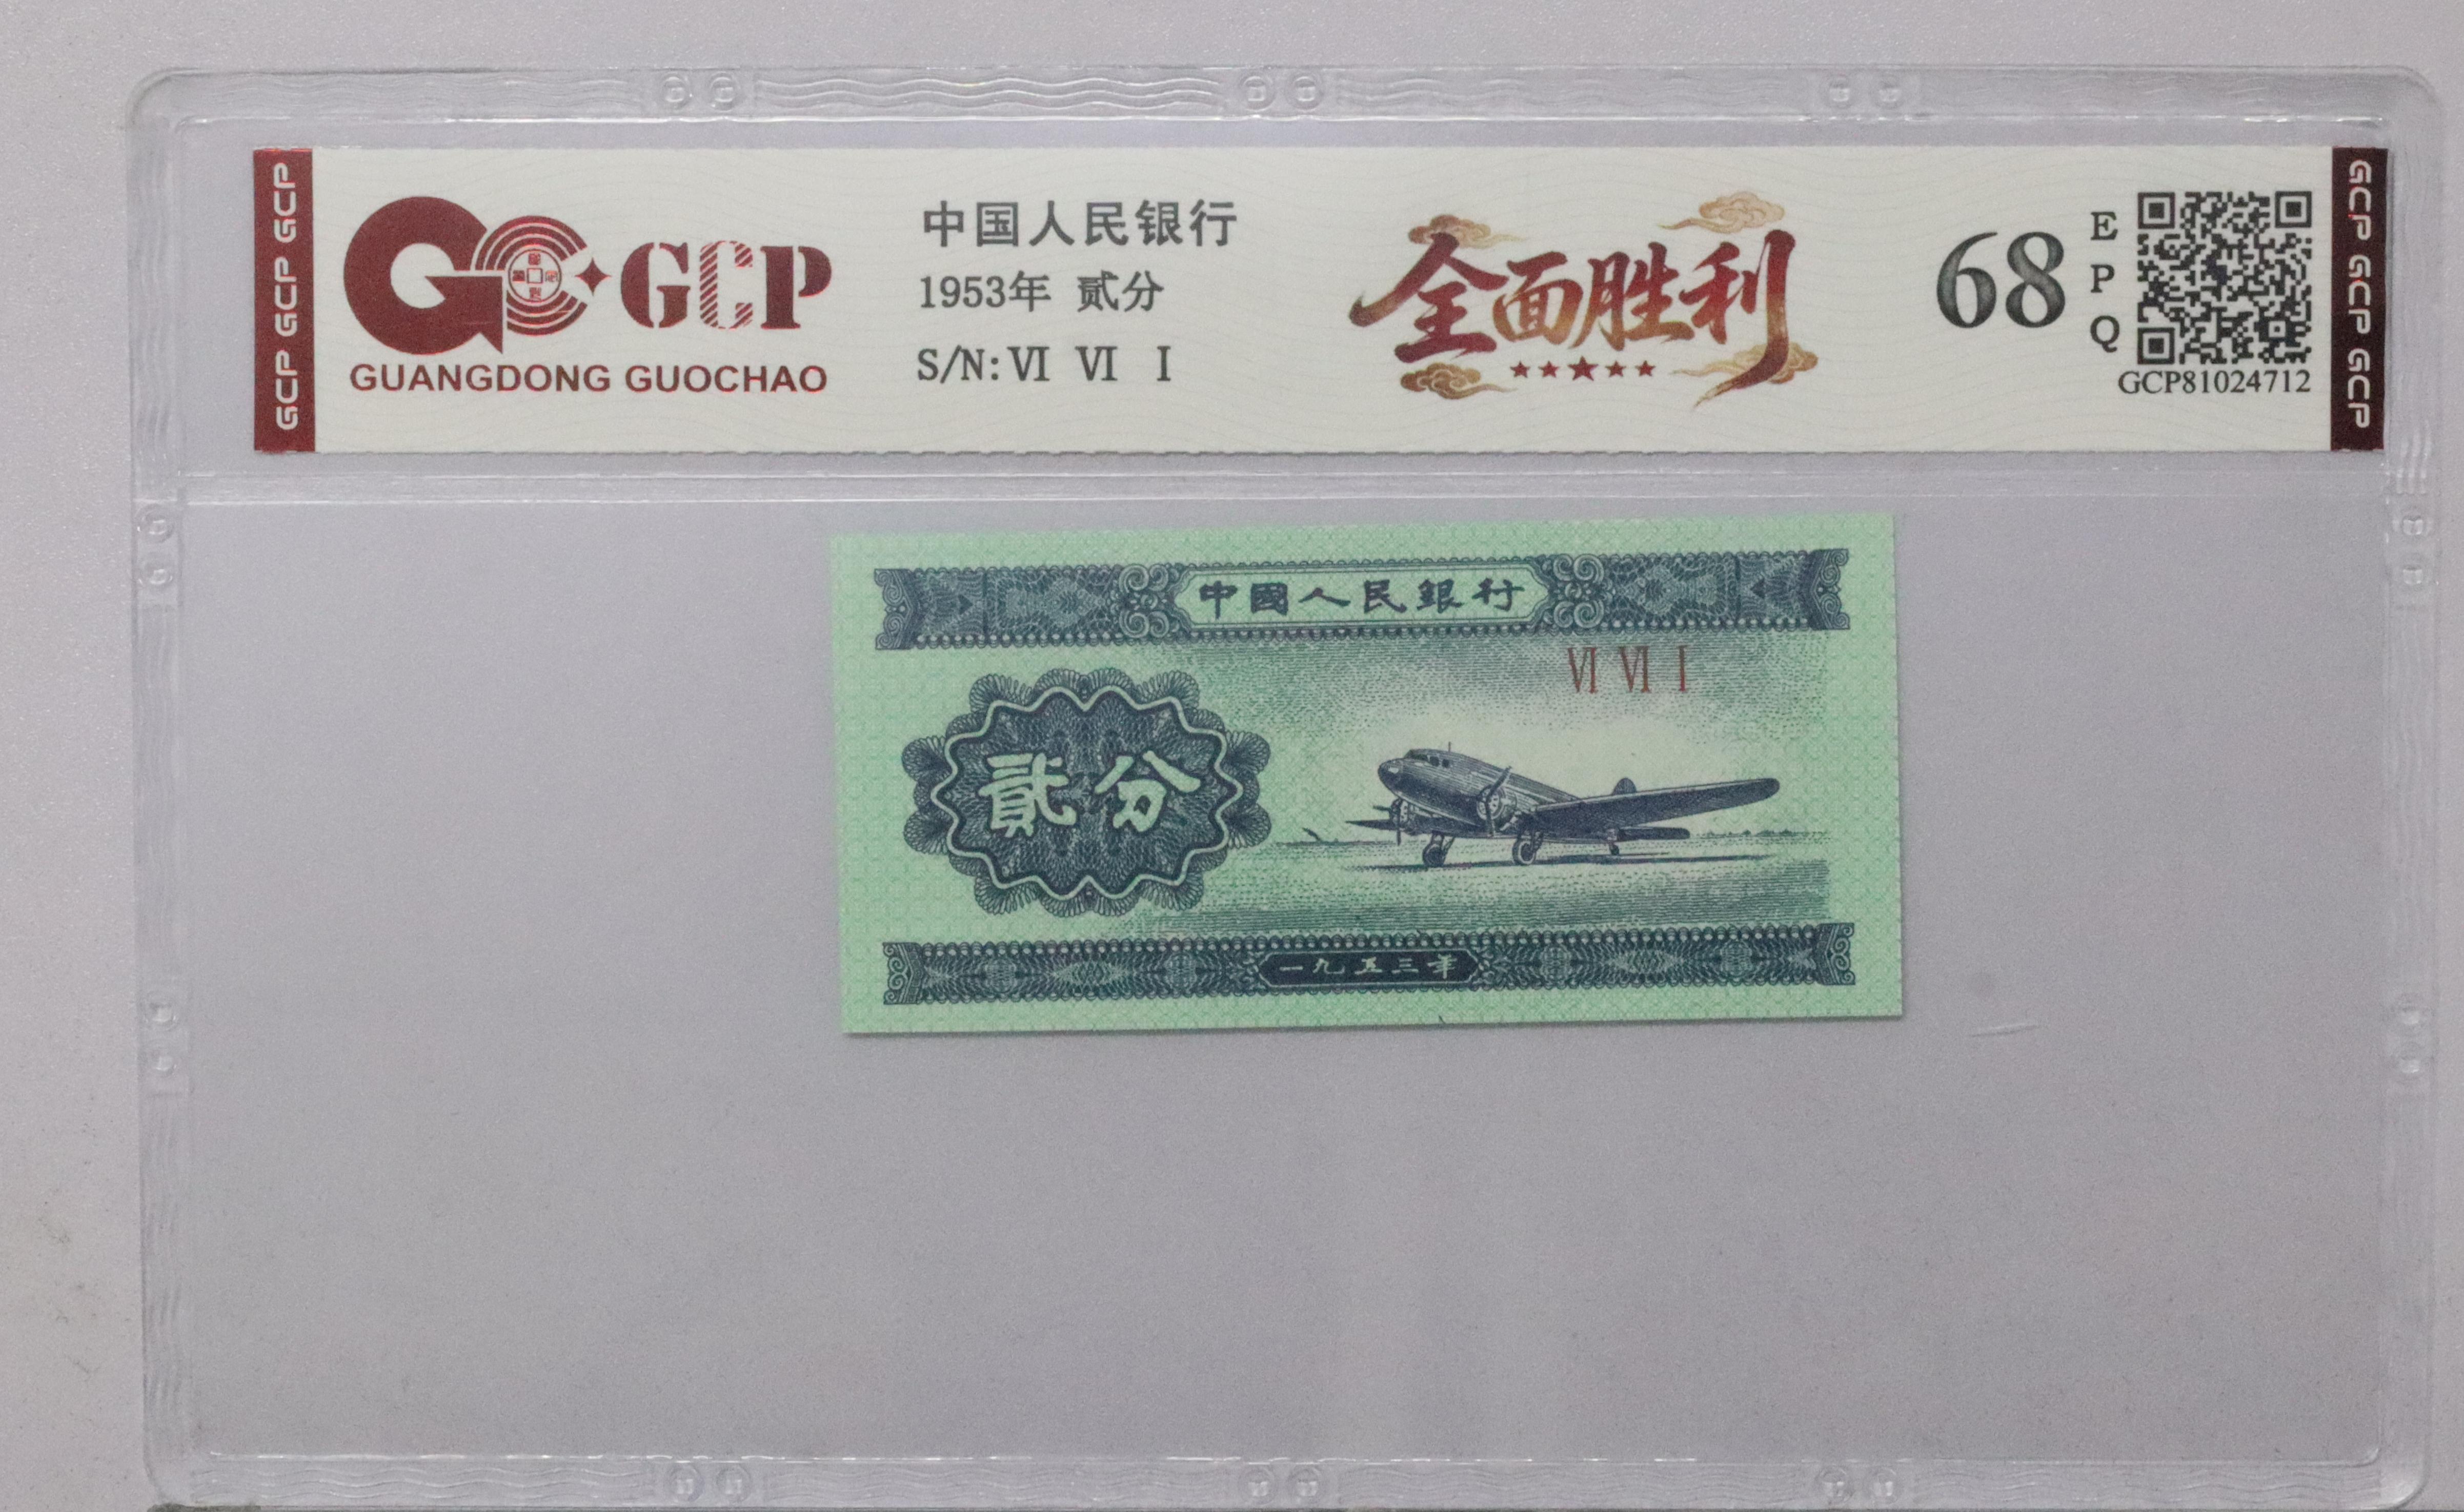 GCP GCP GCP
GCP
GUANGDONG GUOCHAO
中国人民银行
1953年 贰分
S/N:Ⅵ Ⅵ Ⅰ
全面胜利
68
EPQ
GCP81024712
GCP GCP GCP
中國人民銀行
Ⅵ Ⅵ Ⅰ
貳分
一九五三年